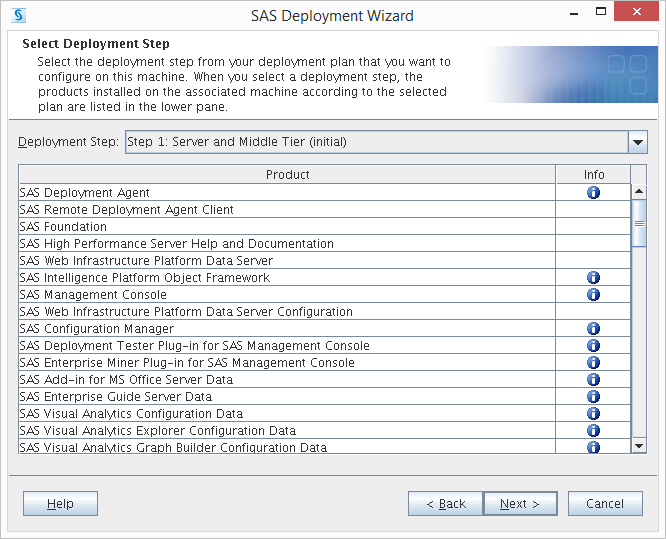 SAS Deployment Wizard
Select Deployment Step
Select the deployment step from your deployment plan that you want to
configure on this machine. When you select a deployment step, the
products installed on the associated machine according to the selected
plan are listed in the lower pane.
Deployment Step: Step 1: Server and Middle Tier (initial)
Product Info
SAS Deployment Agent
SAS Remote Deployment Agent Client
SAS Foundation
SAS High Performance Server Help and Documentation
SAS Web Infrastructure Platform Data Server
SAS Intelligence Platform Object Framework
SAS Management Console
SAS Web Infrastructure Platform Data Server Configuration
SAS Configuration Manager
SAS Deployment Tester Plug-in for SAS Management Console
SAS Enterprise Miner Plug-in for SAS Management Console
SAS Add-in for MS Office Server Data
SAS Enterprise Guide Server Data
SAS Visual Analytics Configuration Data
SAS Visual Analytics Explorer Configuration Data
SAS Visual Analytics Graph Builder Configuration Data
Help < Back Next > Cancel